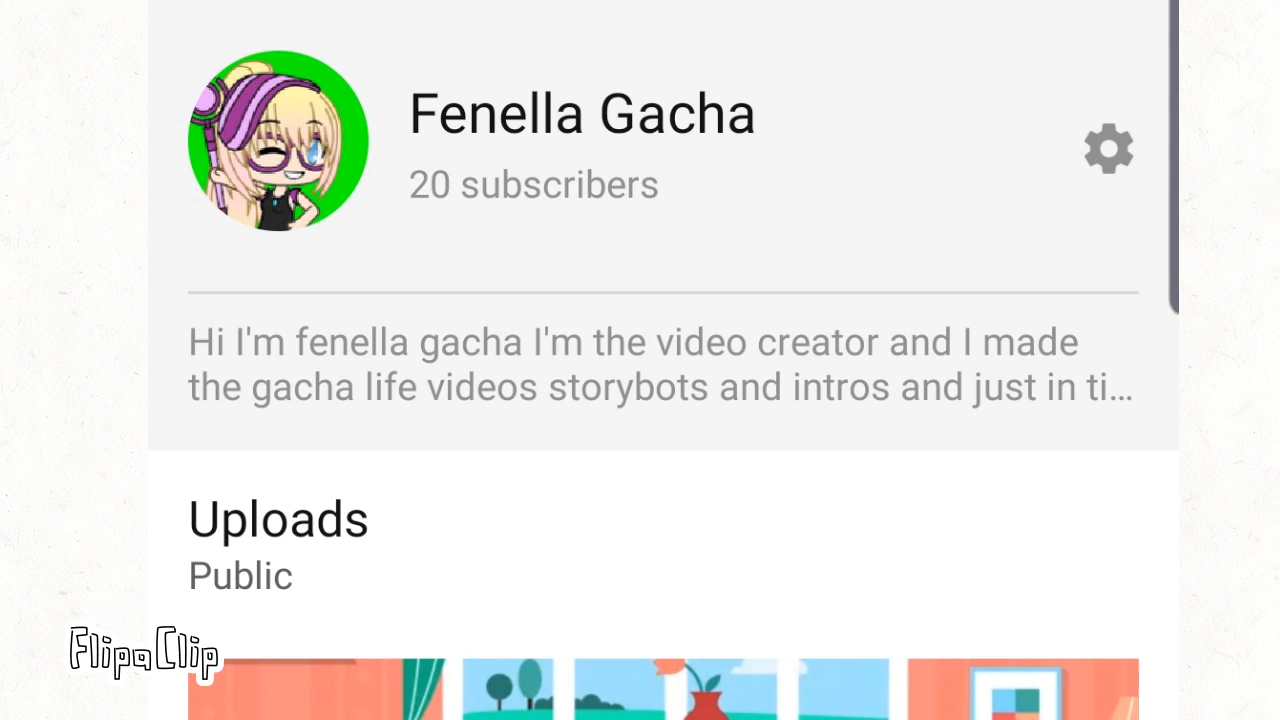 Fenella Gacha
20 subscribers
Hi I'm fenella gacha I'm the video creator and I made
the gacha life videos storybots and intros and just in ti...
Uploads
Public
FlipaClip